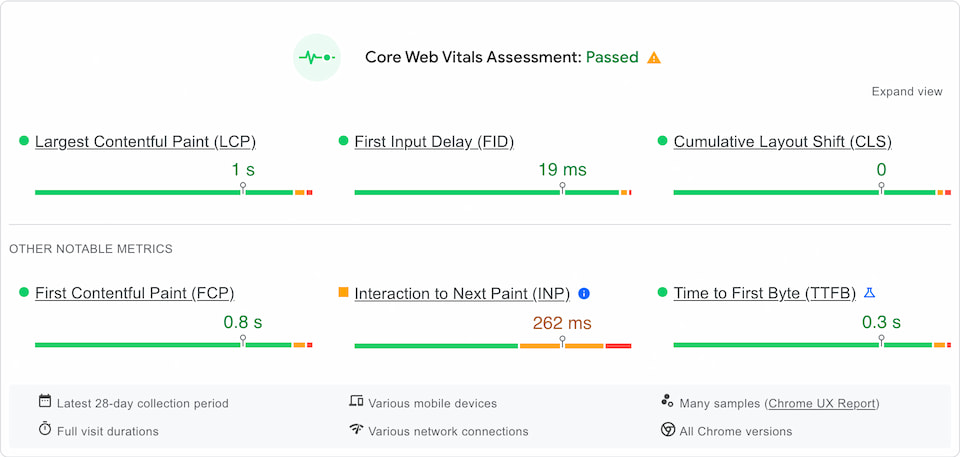 Core Web Vitals Assessment: Passed
Expand view
Largest Contentful Paint (LCP)
1 s
First Input Delay (FID)
19 ms
Cumulative Layout Shift (CLS)
0
OTHER NOTABLE METRICS
First Contentful Paint (FCP)
0.8 s
Interaction to Next Paint (INP)
262 ms
Time to First Byte (TTFB)
0.3 s
Latest 28-day collection period
Various mobile devices
Many samples (Chrome UX Report)
Full visit durations
Various network connections
All Chrome versions